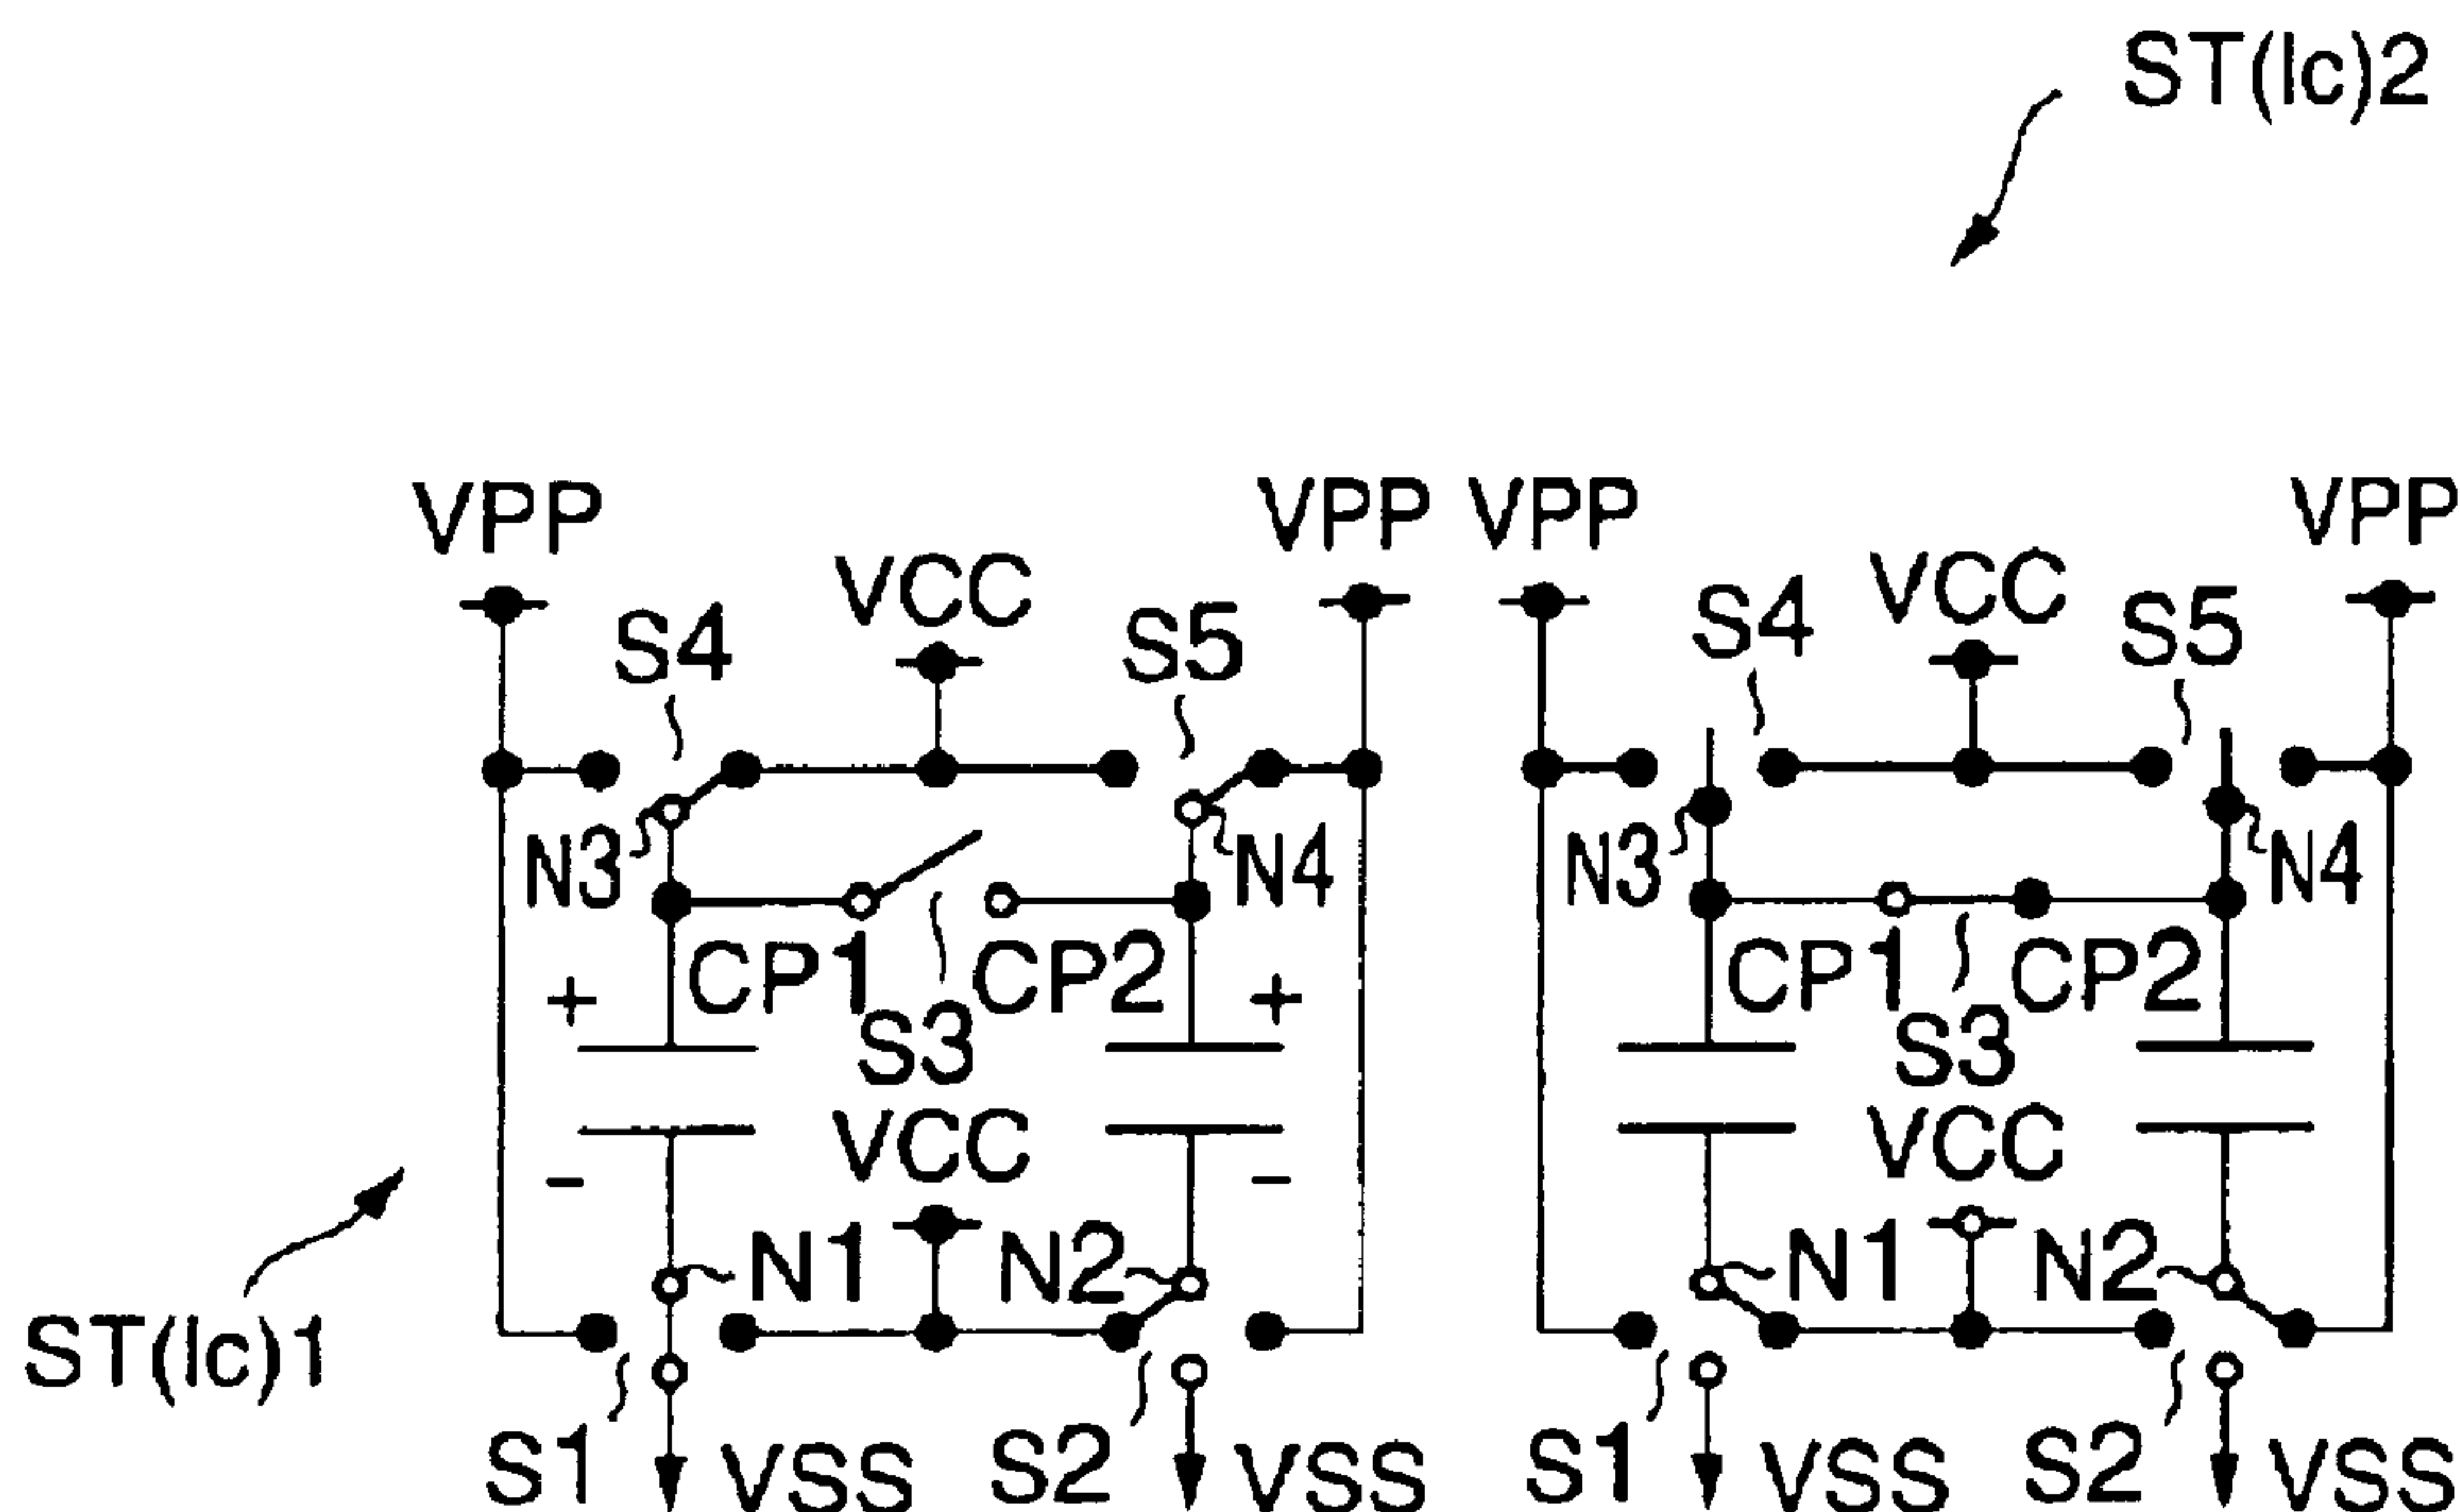 ST(Ic)2
VPP
VPP
VPP
VPP
VCC
VCC
S4
S5
S4
S5
N3
N4
N3
N4
CP1
CP2
CP1
CP2
+
+
S3
S3
VCC
VCC
-
-
N1
N2
N1
N2
ST(Ic)1
S1
VSS
S2
VSS
S1
VSS
S2
VSS